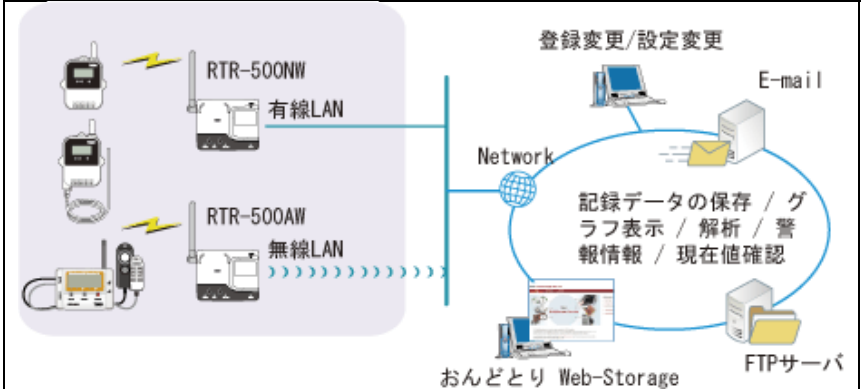 登録変更/設定変更
RTR-500NW
有線LAN
E-mail
Network
RTR-500AW
無線LAN
記録データの保存 / グ
ラフ表示 / 解析 / 警
報情報 / 現在値確認
おんどとり Web-Storage
FTPサーバ